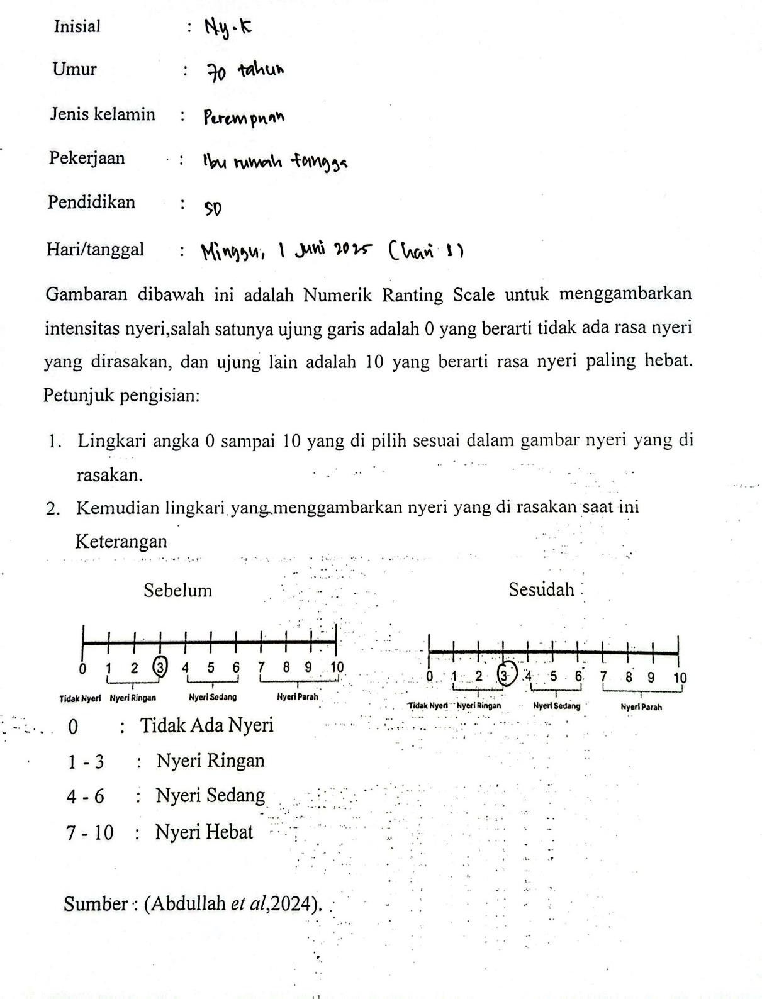 Inisial : Ny.K
Umur : 70 tahun
Jenis kelamin : Perempuan
Pekerjaan : Ibu rumah tangga
Pendidikan : SD
Hari/tanggal : Minggu, 1 Juni 2025 (hari 1)
Gambaran dibawah ini adalah Numerik Ranting Scale untuk menggambarkan
intensitas nyeri,salah satunya ujung garis adalah 0 yang berarti tidak ada rasa nyeri
yang dirasakan, dan ujung lain adalah 10 yang berarti rasa nyeri paling hebat.
Petunjuk pengisian:
1. Lingkari angka 0 sampai 10 yang di pilih sesuai dalam gambar nyeri yang di
rasakan.
2. Kemudian lingkari yang menggambarkan nyeri yang di rasakan saat ini
Keterangan
Sebelum
0 1 2 3 4 5 6 7 8 9 10
Tidak Nyeri Nyeri Ringan Nyeri Sedang Nyeri Parah
Sesudah
0 1 2 3 4 5 6 7 8 9 10
Tidak Nyeri Nyeri Ringan Nyeri Sedang Nyeri Parah
0 : Tidak Ada Nyeri
1 - 3 : Nyeri Ringan
4 - 6 : Nyeri Sedang
7 - 10 : Nyeri Hebat
Sumber : (Abdullah et al,2024).